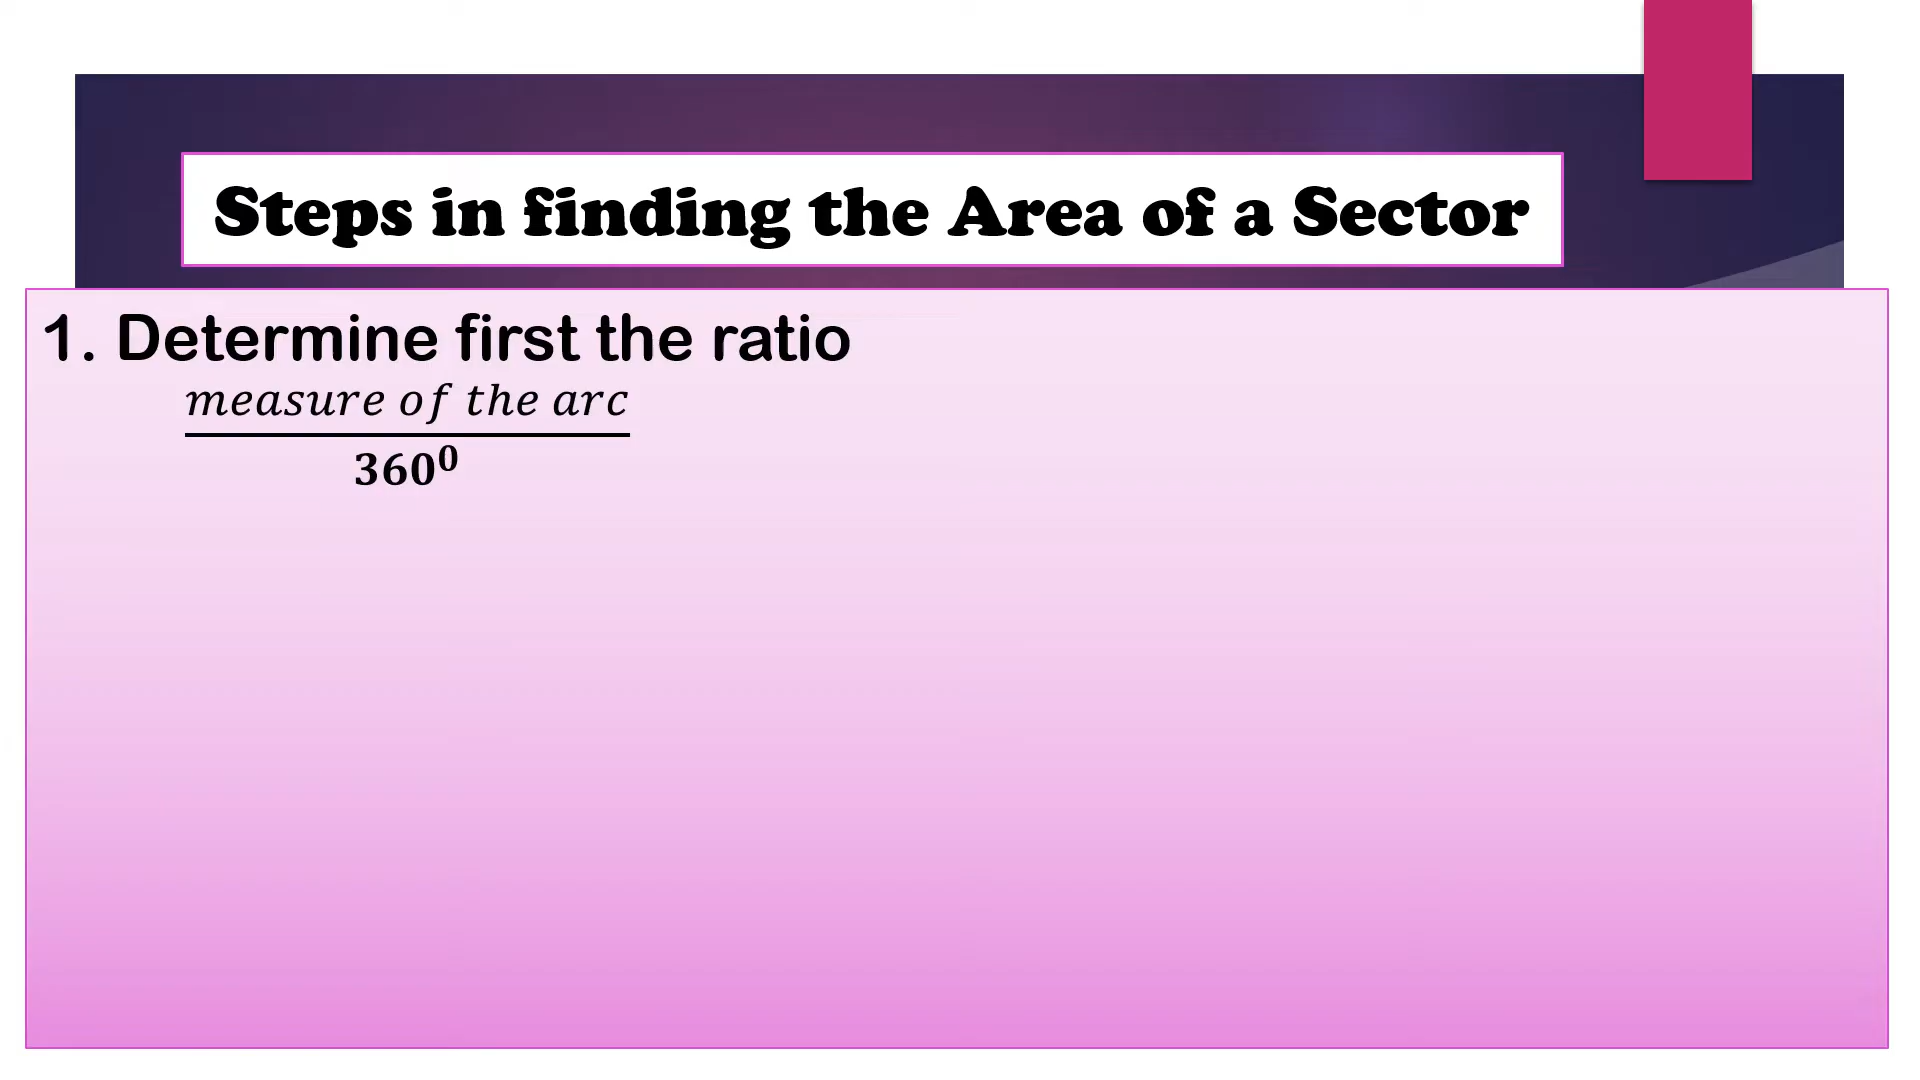 Steps in finding the Area of a Sector
1. Determine first the ratio
measure of the arc
360⁰